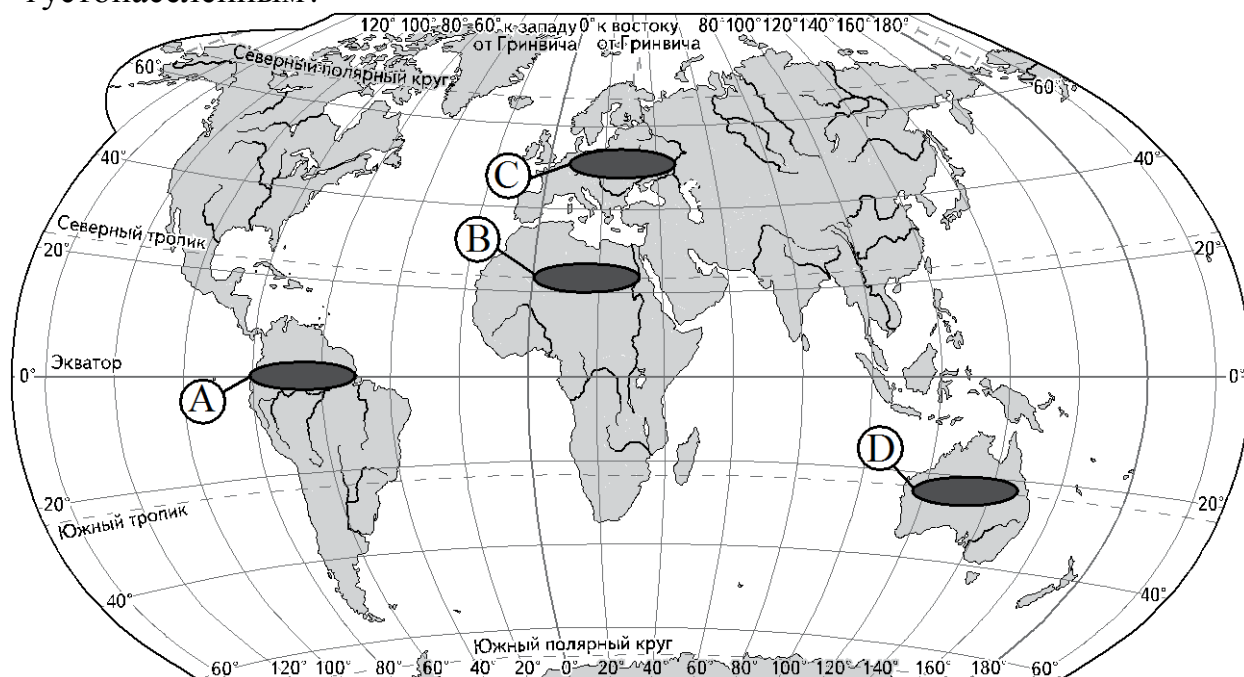 густонаселенным?
120° 100° 80° 60° к западу 0° к востоку 80° 100° 120° 140° 160° 180°
от Гринвича от Гринвича
60° Северный полярный круг 60°
40° 40°
C
Северный тропик B
20° 20°
Экватор
0° 0°
A
D
20° 20°
Южный тропик
40° 40°
Южный полярный круг
60° 120° 100° 80° 60° 40° 20° 0° 20° 40° 60° 80° 100° 120° 140° 160° 180° 60°